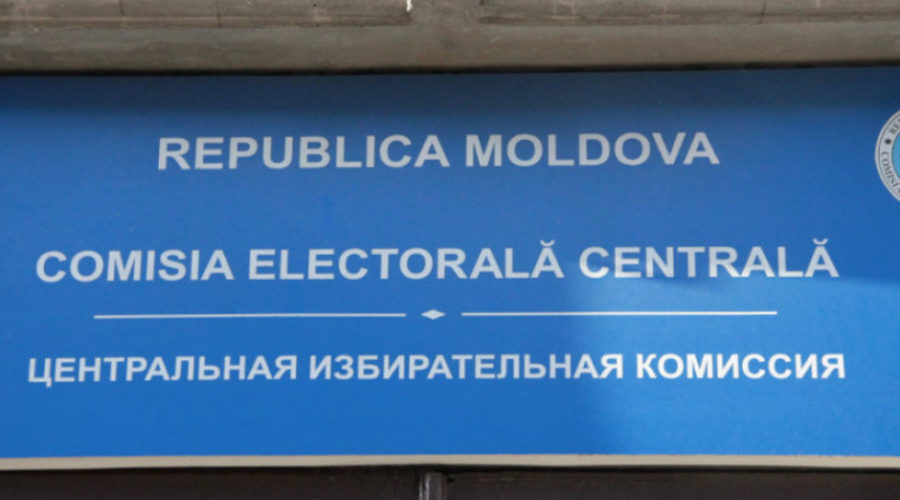 REPUBLICA MOLDOVA
COMISIA ELECTORALĂ CENTRALĂ
ЦЕНТРАЛЬНАЯ ИЗБИРАТЕЛЬНАЯ КОМИССИЯ